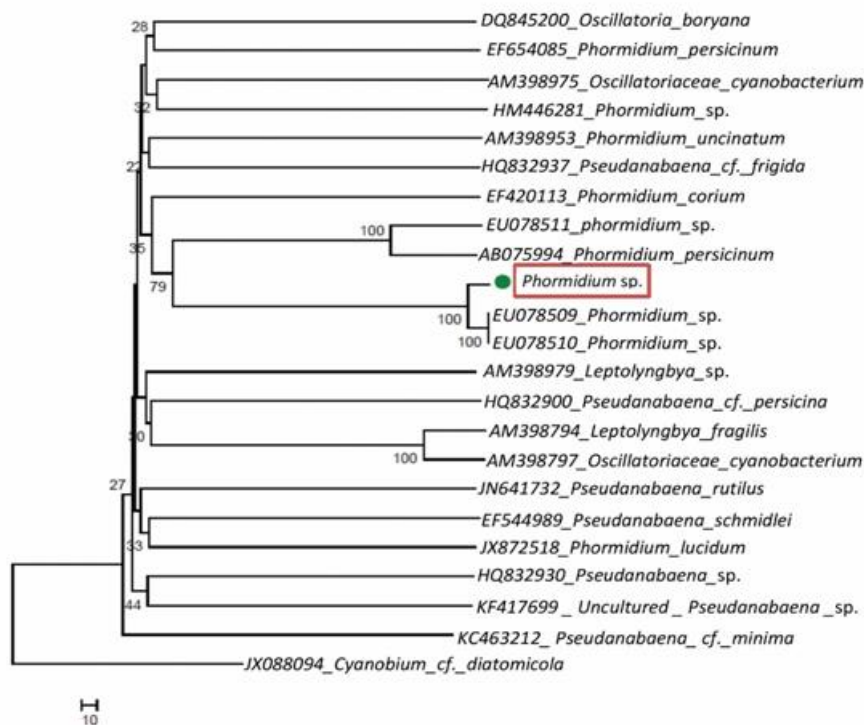 28
DQ845200_Oscillatoria_boryana
EF654085_Phormidium_persicinum
AM398975_Oscillatoriaceae_cyanobacterium
32
HM446281_Phormidium_sp.
AM398953_Phormidium_uncinatum
22
HQ832937_Pseudanabaena_cf._frigida
EF420113_Phormidium_corium
EU078511_phormidium_sp.
100
35
AB075994_Phormidium_persicinum
Phormidium sp.
79
EU078509_Phormidium_sp.
100
EU078510_Phormidium_sp.
100
AM398979_Leptolyngbya_sp.
HQ832900_Pseudanabaena_cf._persicina
AM398794_Leptolyngbya_fragilis
30
100
AM398797_Oscillatoriaceae_cyanobacterium
27
JN641732_Pseudanabaena_rutilus
EF544989_Pseudanabaena_schmidlei
33
JX872518_Phormidium_lucidum
HQ832930_Pseudanabaena_sp.
44
KF417699 _ Uncultured _ Pseudanabaena _sp.
KC463212_ Pseudanabaena_ cf._minima
JX088094_Cyanobium_cf._diatomicola
10